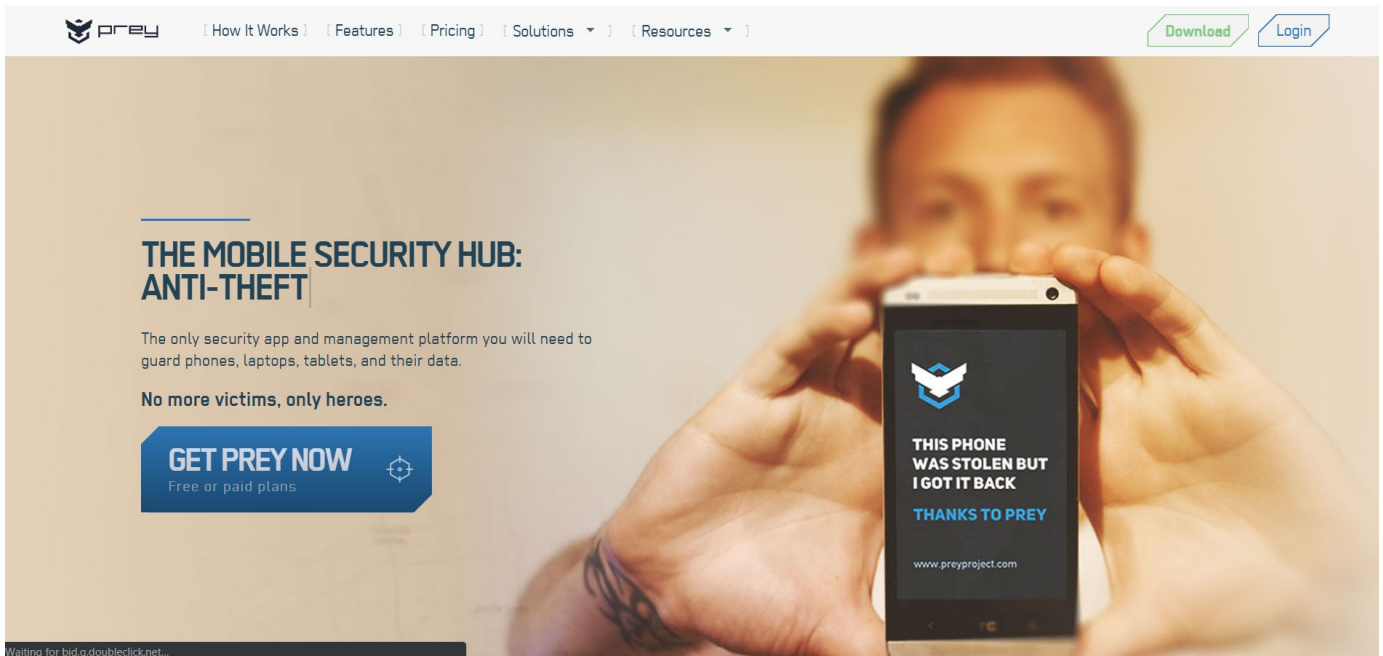 prey
[ How It Works ] [ Features ] [ Pricing ] [ Solutions ] [ Resources ]
Download
Login
THE MOBILE SECURITY HUB:
ANTI-THEFT
The only security app and management platform you will need to
guard phones, laptops, tablets, and their data.
No more victims, only heroes.
GET PREY NOW
Free or paid plans
THIS PHONE
WAS STOLEN BUT
I GOT IT BACK
THANKS TO PREY
www.preyproject.com
Waiting for bid.g.doubleclick.net...